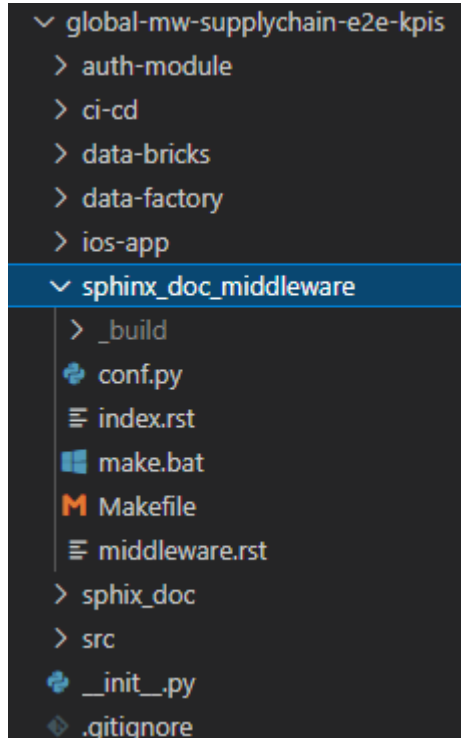 global-mw-supplychain-e2e-kpis
auth-module
ci-cd
data-bricks
data-factory
ios-app
sphinx_doc_middleware
_build
conf.py
index.rst
make.bat
Makefile
middleware.rst
sphix_doc
src
__init__.py
.gitignore